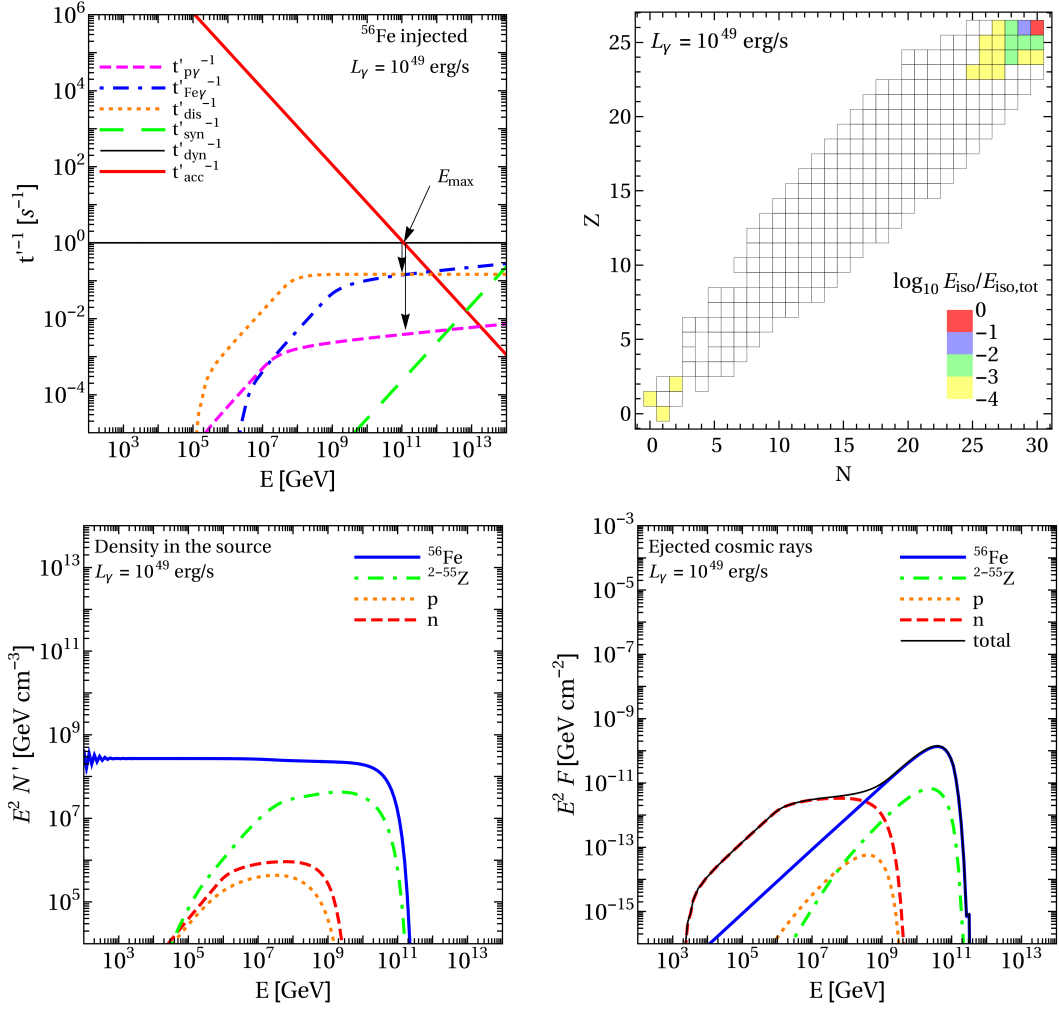 ⁵⁶Fe injected
L_γ = 10⁴⁹ erg/s
t'_pγ⁻¹
t'_Feγ⁻¹
t'_dis⁻¹
t'_syn⁻¹
t'_dyn⁻¹
t'_acc⁻¹
E_max
10⁶
10⁴
10²
10⁰
10⁻²
10⁻⁴
t'⁻¹ [s⁻¹]
10³ 10⁵ 10⁷ 10⁹ 10¹¹ 10¹³
E [GeV]
L_γ = 10⁴⁹ erg/s
25
20
15
10
5
0
Z
log₁₀ E_iso/E_iso,tot
0
−1
−2
−3
−4
0 5 10 15 20 25 30
N
Density in the source
L_γ = 10⁴⁹ erg/s
⁵⁶Fe
²⁻⁵⁵Z
p
n
10¹³
10¹¹
10⁹
10⁷
10⁵
E² N' [GeV cm⁻³]
10³ 10⁵ 10⁷ 10⁹ 10¹¹ 10¹³
E [GeV]
Ejected cosmic rays
L_γ = 10⁴⁹ erg/s
⁵⁶Fe
²⁻⁵⁵Z
p
n
total
10⁻³
10⁻⁵
10⁻⁷
10⁻⁹
10⁻¹¹
10⁻¹³
10⁻¹⁵
E² F [GeV cm⁻²]
10³ 10⁵ 10⁷ 10⁹ 10¹¹ 10¹³
E [GeV]